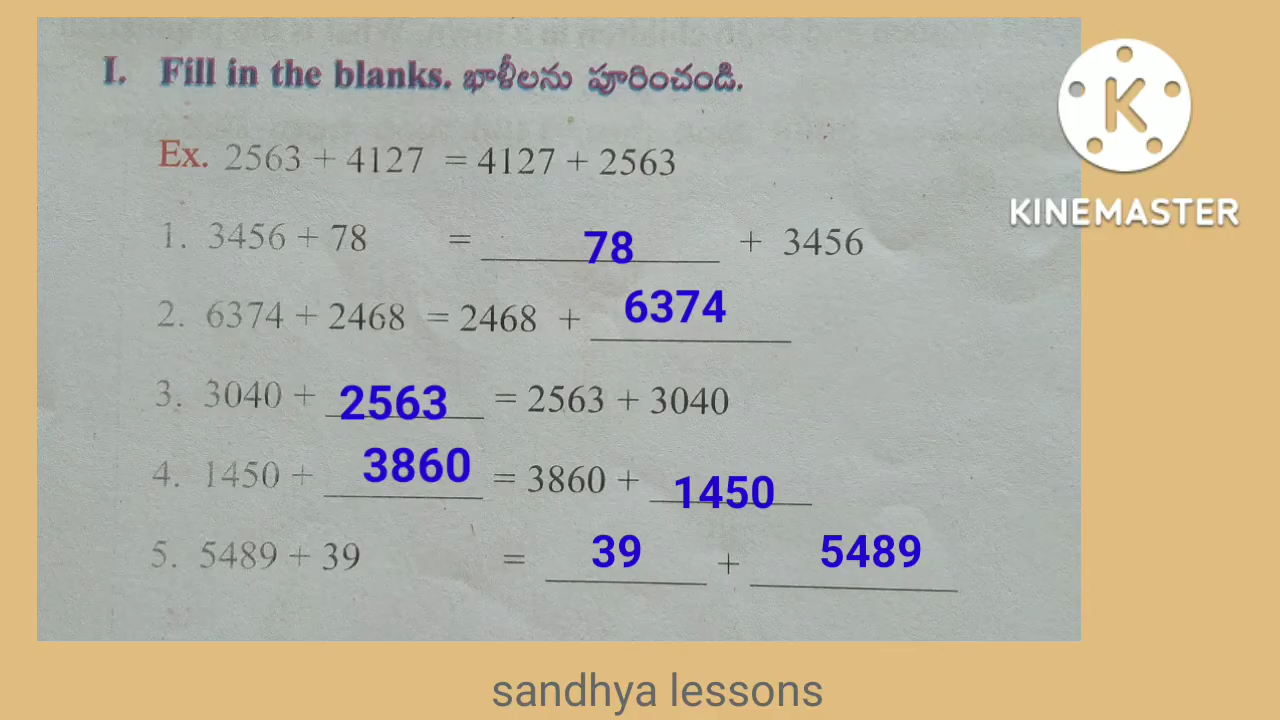 I. Fill in the blanks. ఖాళీలను పూరించండి.
Ex. 2563 + 4127 = 4127 + 2563
1. 3456 + 78 = 78 + 3456
2. 6374 + 2468 = 2468 + 6374
3. 3040 + 2563 = 2563 + 3040
4. 1450 + 3860 = 3860 + 1450
5. 5489 + 39 = 39 + 5489
K
KINEMASTER
sandhya lessons